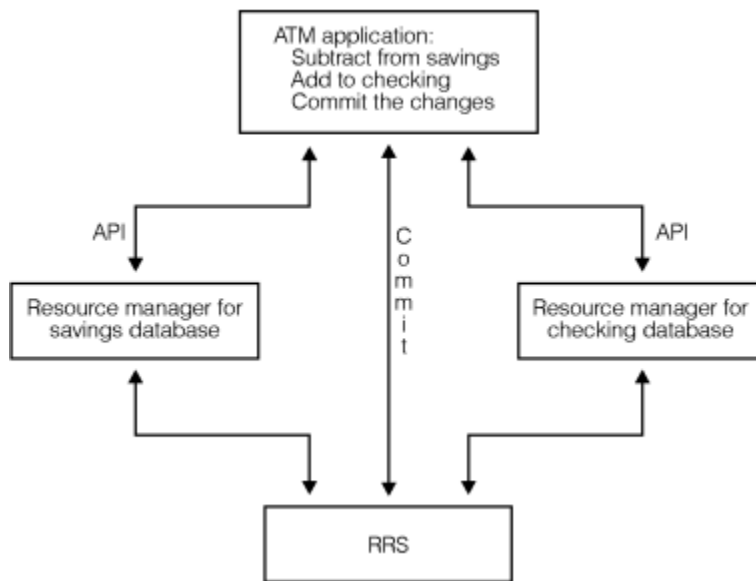 ATM application:
Subtract from savings
Add to checking
Commit the changes
API
Commit
API
Resource manager for
savings database
Resource manager for
checking database
RRS